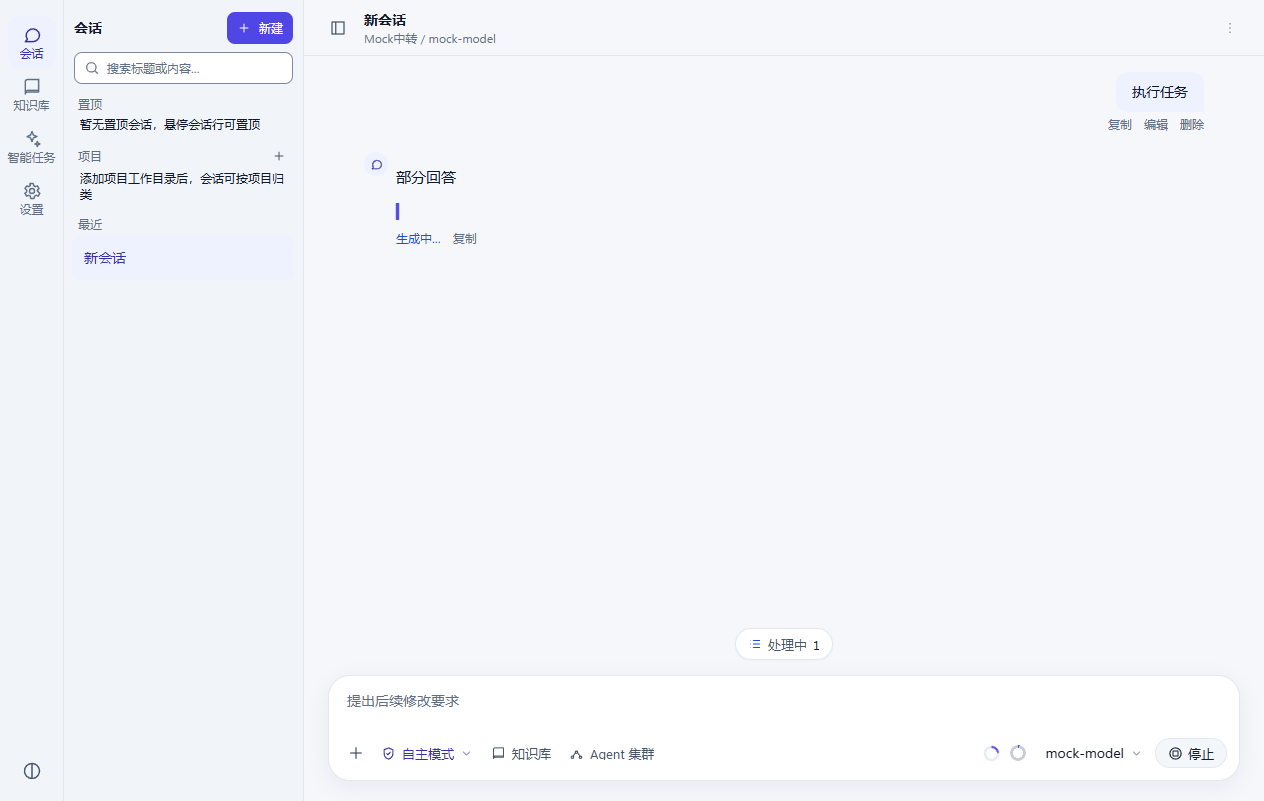 会话
知识库
智能任务
设置
会话
新建
搜索标题或内容...
置顶
暂无置顶会话，悬停会话行可置顶
项目
添加项目工作目录后，会话可按项目归
类
最近
新会话
新会话
Mock中转 / mock-model
执行任务
复制 编辑 删除
部分回答
生成中... 复制
处理中 1
提出后续修改要求
自主模式 知识库 Agent 集群 mock-model 停止